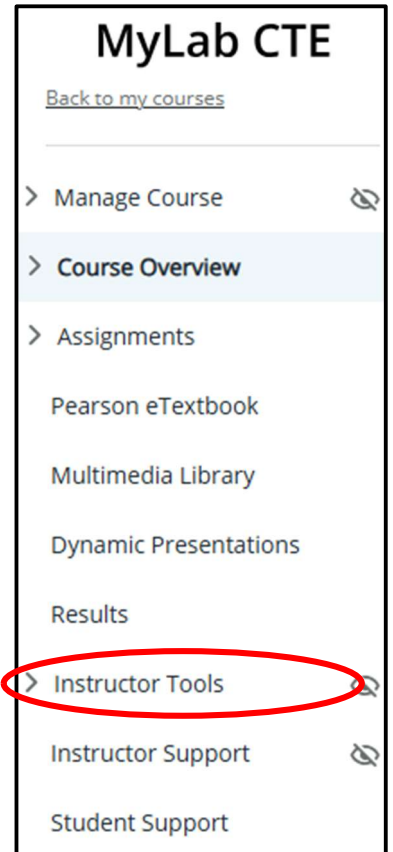 MyLab CTE
Back to my courses
Manage Course
Course Overview
Assignments
Pearson eTextbook
Multimedia Library
Dynamic Presentations
Results
Instructor Tools
Instructor Support
Student Support